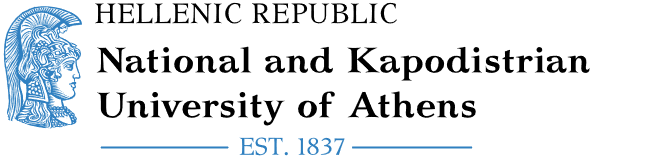 HELLENIC REPUBLIC
National and Kapodistrian
University of Athens
EST. 1837